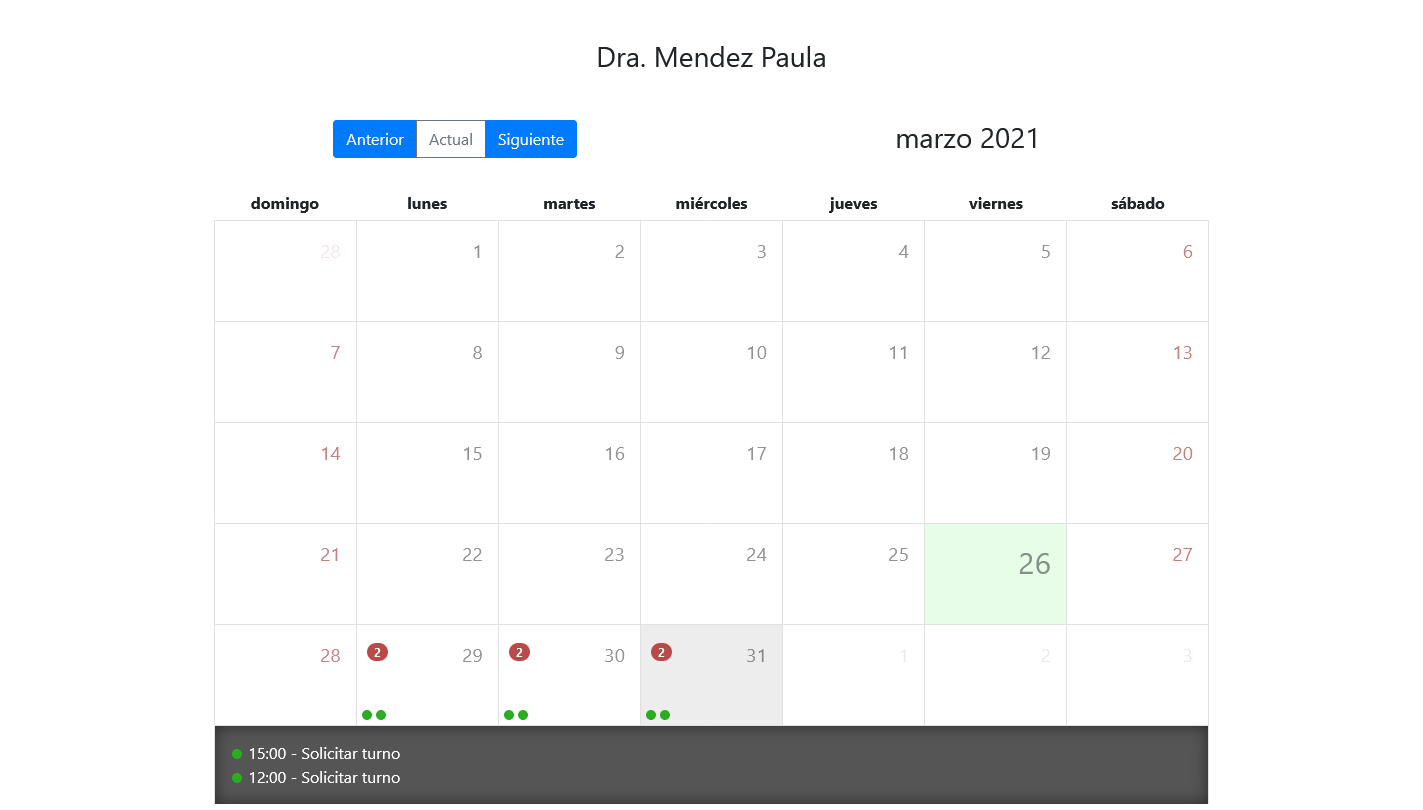 Dra. Mendez Paula
Anterior Actual Siguiente marzo 2021
domingo lunes martes miércoles jueves viernes sábado
28 1 2 3 4 5 6
7 8 9 10 11 12 13
14 15 16 17 18 19 20
21 22 23 24 25 26 27
28 2 29 2 30 2 31 1 2 3
15:00 - Solicitar turno
12:00 - Solicitar turno